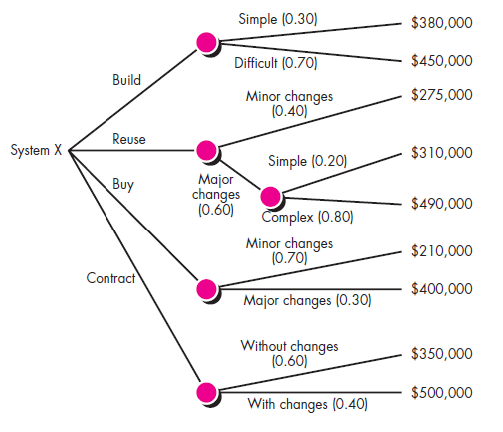 Simple (0.30)
$380,000
Difficult (0.70)
$450,000
Build
Minor changes
(0.40)
$275,000
System X
Reuse
Simple (0.20)
$310,000
Major
changes
(0.60)
Complex (0.80)
$490,000
Buy
Minor changes
(0.70)
$210,000
Major changes (0.30)
$400,000
Contract
Without changes
(0.60)
$350,000
With changes (0.40)
$500,000